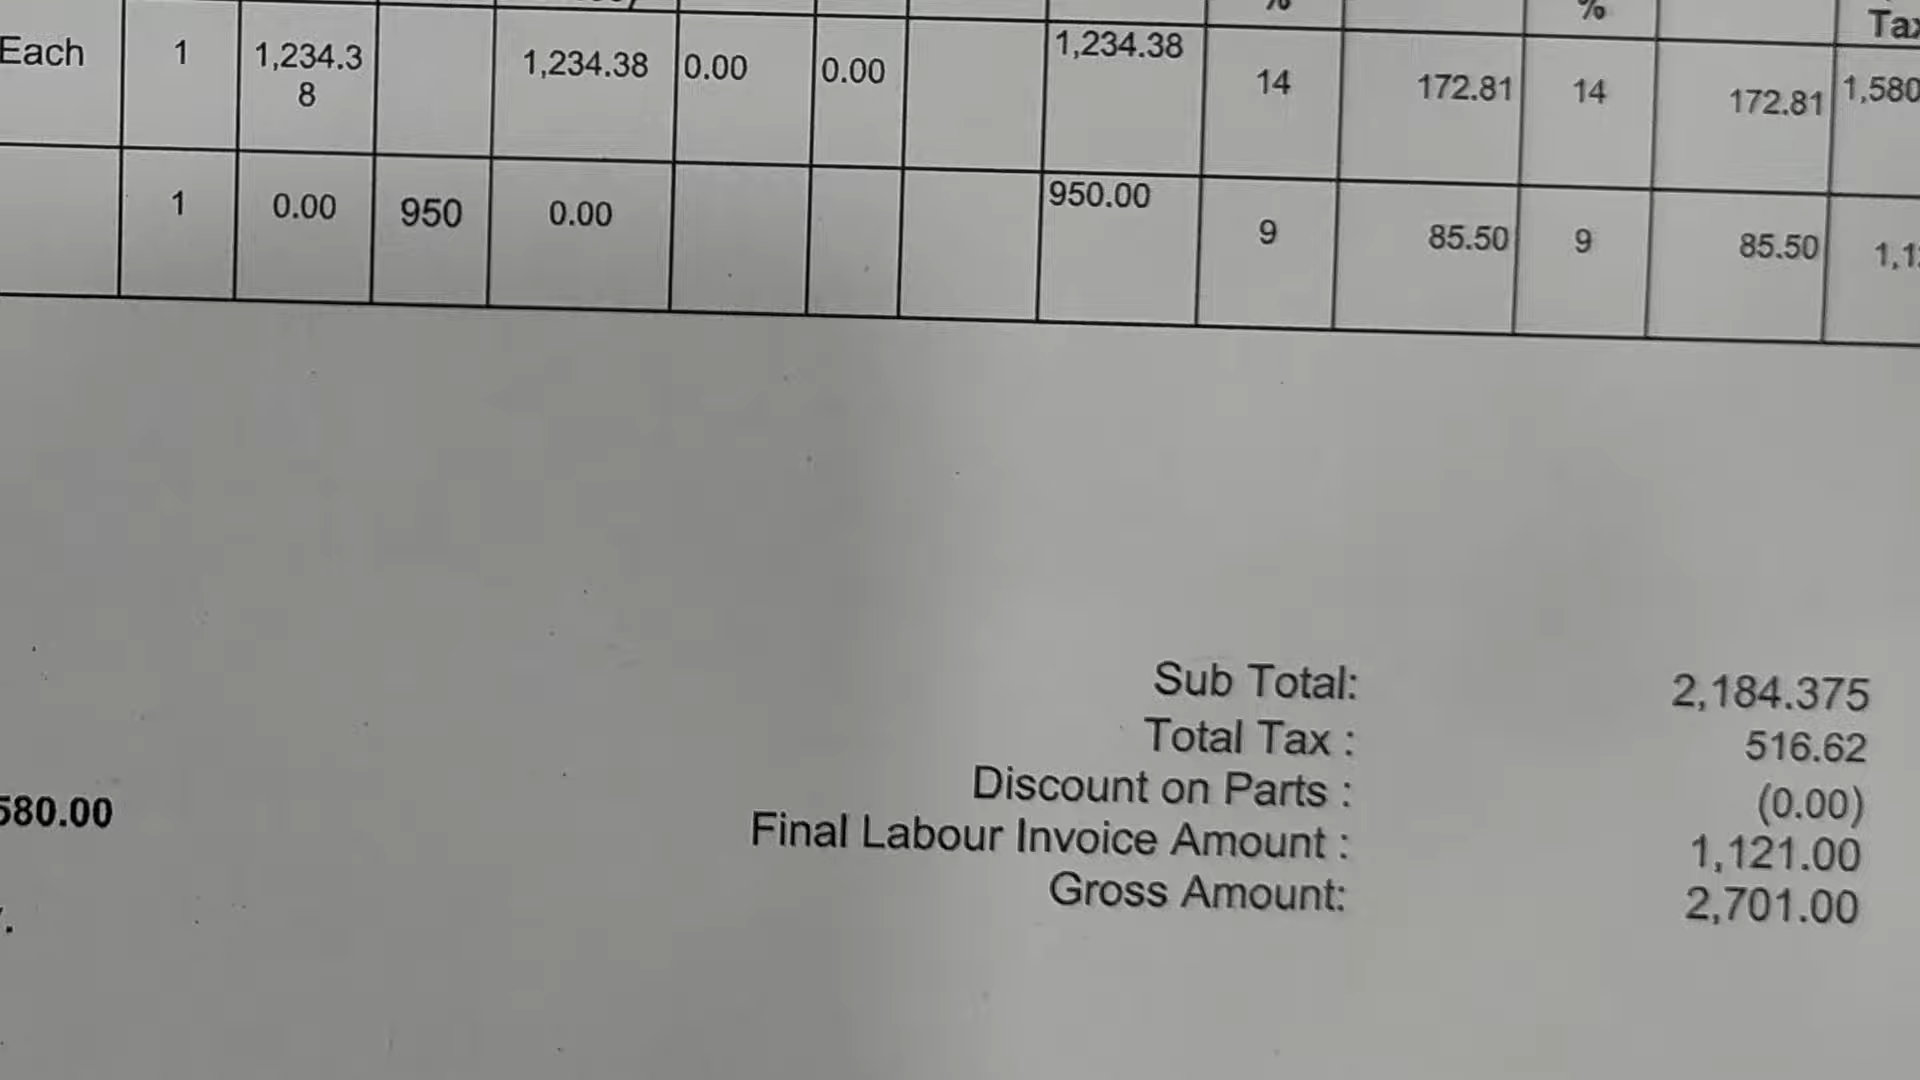 % % Tax
Each 1 1,234.3 1,234.38 0.00 0.00 1,234.38 14 172.81 14 172.81 1,580
8
1 0.00 950 0.00 950.00 9 85.50 9 85.50 1,1
Sub Total: 2,184.375
Total Tax : 516.62
Discount on Parts : (0.00)
580.00
Final Labour Invoice Amount : 1,121.00
Gross Amount: 2,701.00